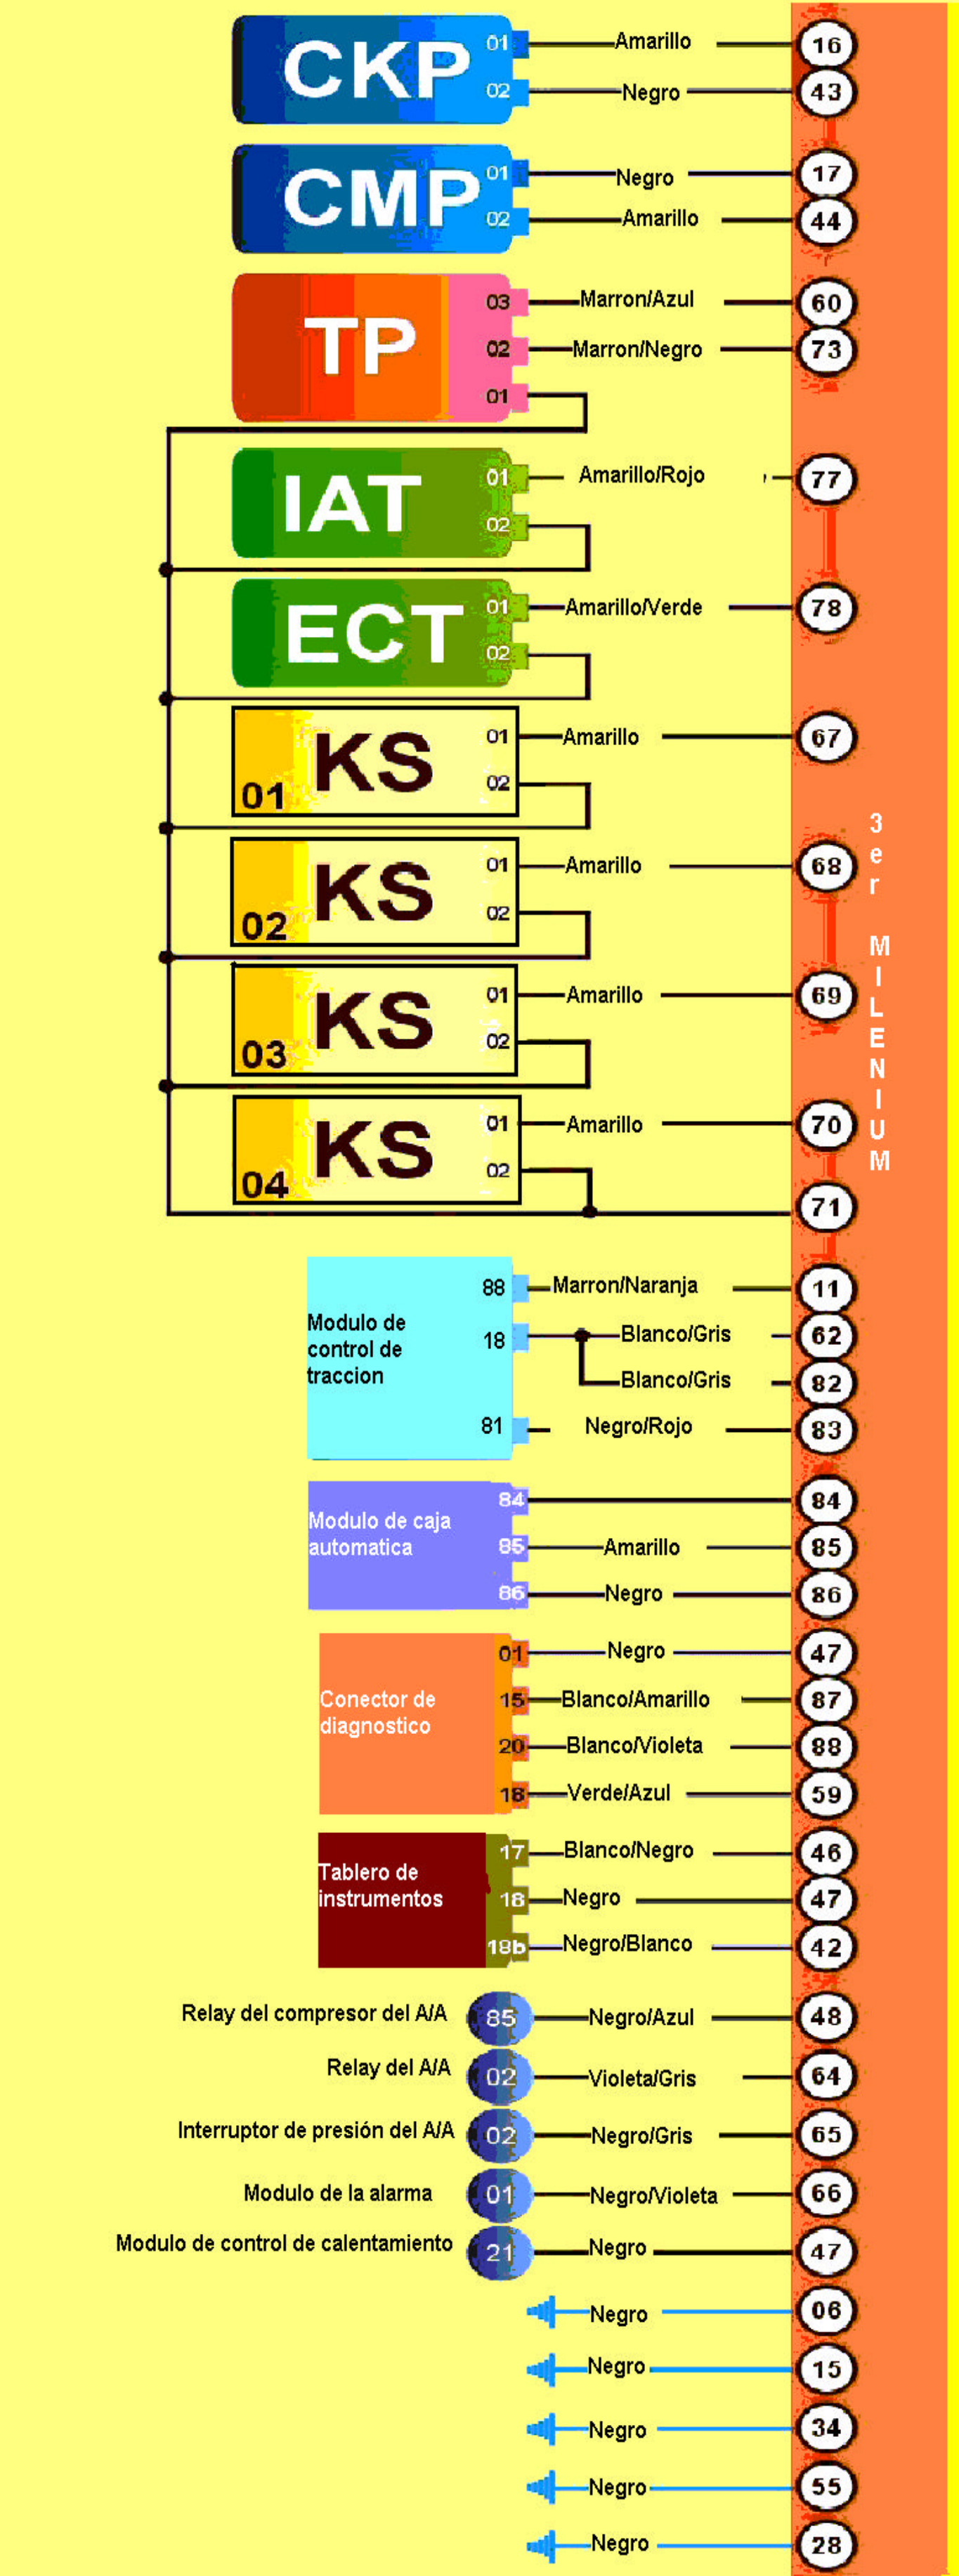 CKP 01 Amarillo 16
02 Negro 43
CMP 01 Negro 17
02 Amarillo 44
TP 03 Marron/Azul 60
02 Marron/Negro 73
01
IAT 01 Amarillo/Rojo 77
02
ECT 01 Amarillo/Verde 78
02
01 KS 01 Amarillo 67
02
02 KS 01 Amarillo 68
02
03 KS 01 Amarillo 69
02
04 KS 01 Amarillo 70
02
71
3er MILENIUM
Modulo de
control de
traccion
88 Marron/Naranja 11
18 Blanco/Gris 62
Blanco/Gris 82
81 Negro/Rojo 83
Modulo de caja
automatica
84 84
85 Amarillo 85
86 Negro 86
Conector de
diagnostico
01 Negro 47
15 Blanco/Amarillo 87
20 Blanco/Violeta 88
18 Verde/Azul 59
Tablero de
instrumentos
17 Blanco/Negro 46
18 Negro 47
18b Negro/Blanco 42
Relay del compresor del A/A 85 Negro/Azul 48
Relay del A/A 02 Violeta/Gris 64
Interruptor de presión del A/A 02 Negro/Gris 65
Modulo de la alarma 01 Negro/Violeta 66
Modulo de control de calentamiento 21 Negro 47
Negro 06
Negro 15
Negro 34
Negro 55
Negro 28